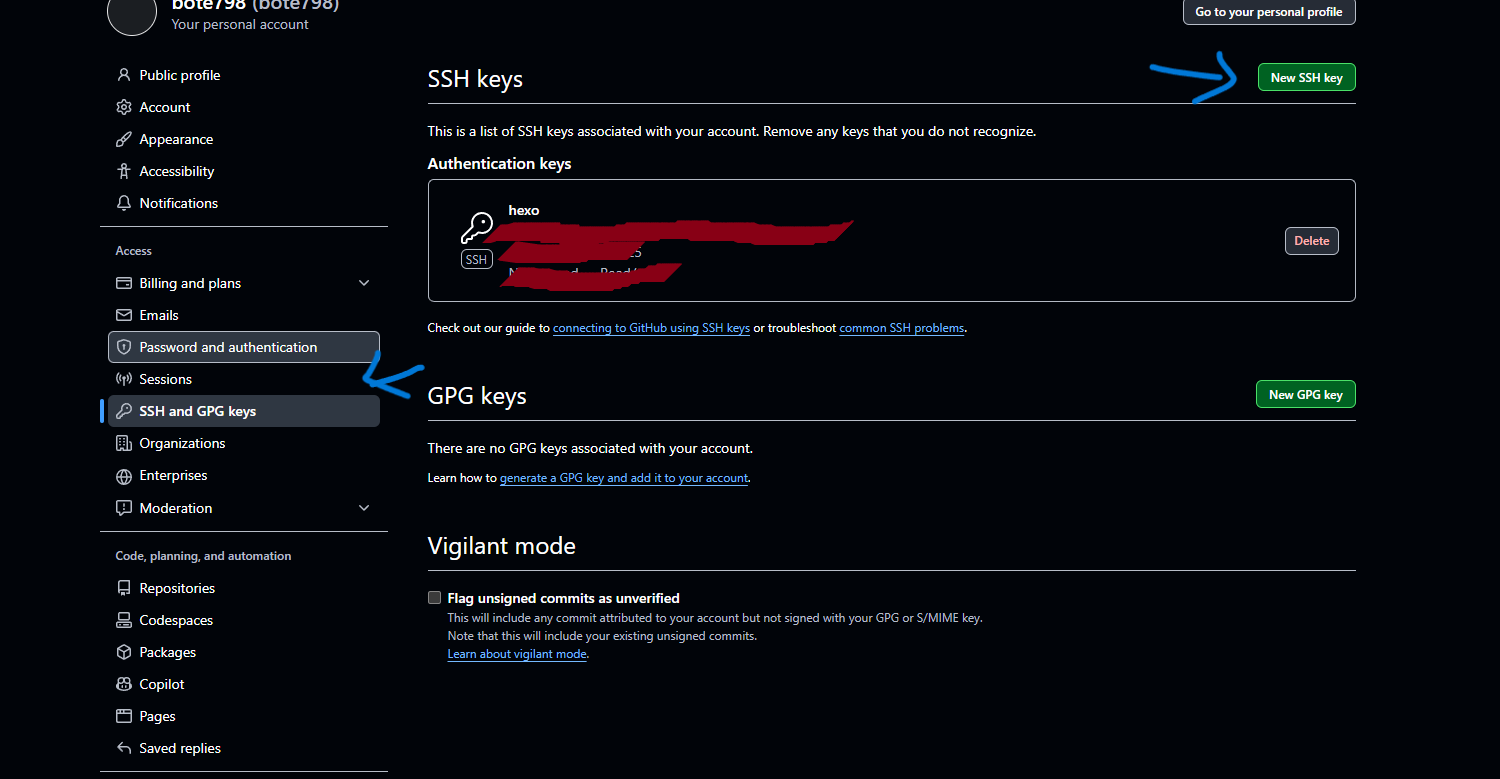 bote798 (bote798)
Your personal account
Go to your personal profile
Public profile
Account
Appearance
Accessibility
Notifications
Access
Billing and plans
Emails
Password and authentication
Sessions
SSH and GPG keys
Organizations
Enterprises
Moderation
Code, planning, and automation
Repositories
Codespaces
Packages
Copilot
Pages
Saved replies
SSH keys
New SSH key
This is a list of SSH keys associated with your account. Remove any keys that you do not recognize.
Authentication keys
hexo
SSH
Delete
Check out our guide to connecting to GitHub using SSH keys or troubleshoot common SSH problems.
GPG keys
New GPG key
There are no GPG keys associated with your account.
Learn how to generate a GPG key and add it to your account.
Vigilant mode
Flag unsigned commits as unverified
This will include any commit attributed to your account but not signed with your GPG or S/MIME key.
Note that this will include your existing unsigned commits.
Learn about vigilant mode.